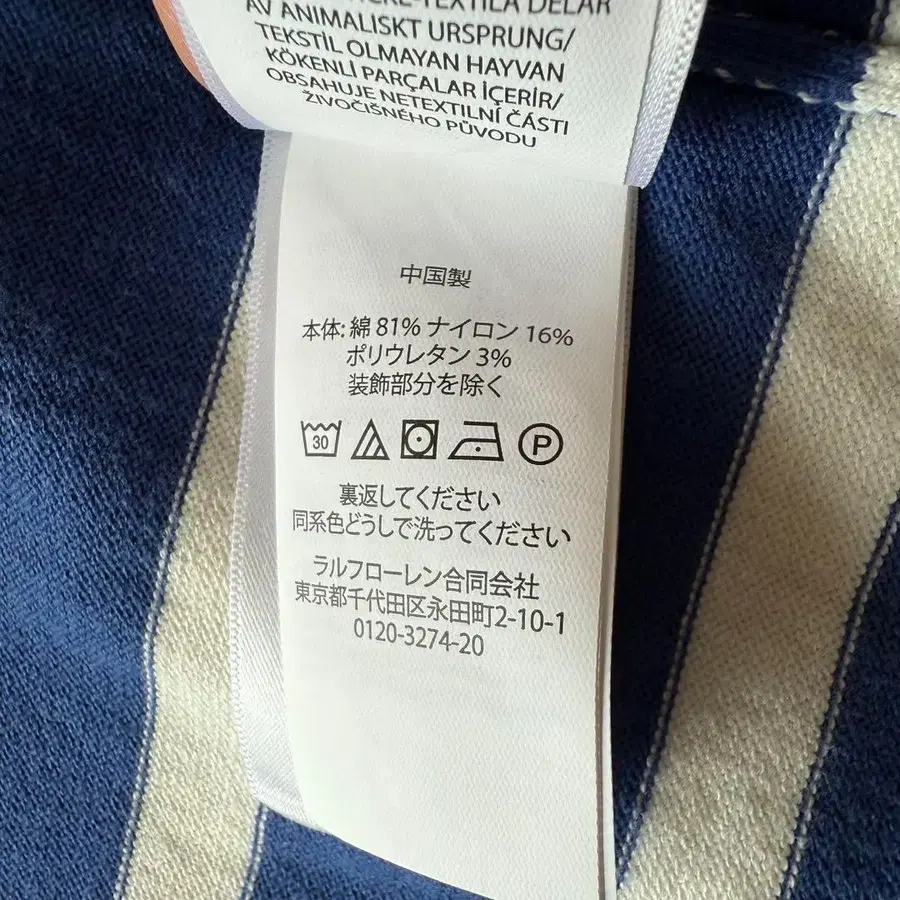 TEXTILA DELAR
AV ANIMALISKT URSPRUNG/
TEKSTİL OLMAYAN HAYVAN
KÖKENLİ PARÇALAR İÇERİR/
OBSAHUJE NETEXTILNÍ ČÁSTI
ŽIVOČIŠNÉHO PŮVODU
中国製
本体: 綿 81% ナイロン 16%
ポリウレタン 3%
装飾部分を除く
30 P
裏返してください
同系色どうしで洗ってください
ラルフローレン合同会社
東京都千代田区永田町2-10-1
0120-3274-20